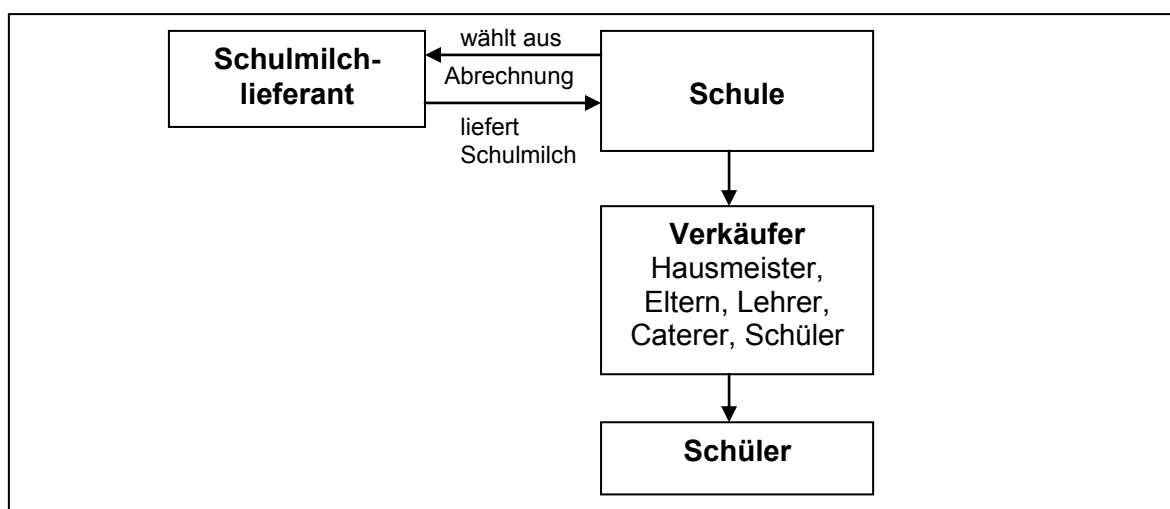 Schulmilch-
lieferant
wählt aus
Abrechnung
liefert
Schulmilch
Schule
Verkäufer
Hausmeister,
Eltern, Lehrer,
Caterer, Schüler
Schüler